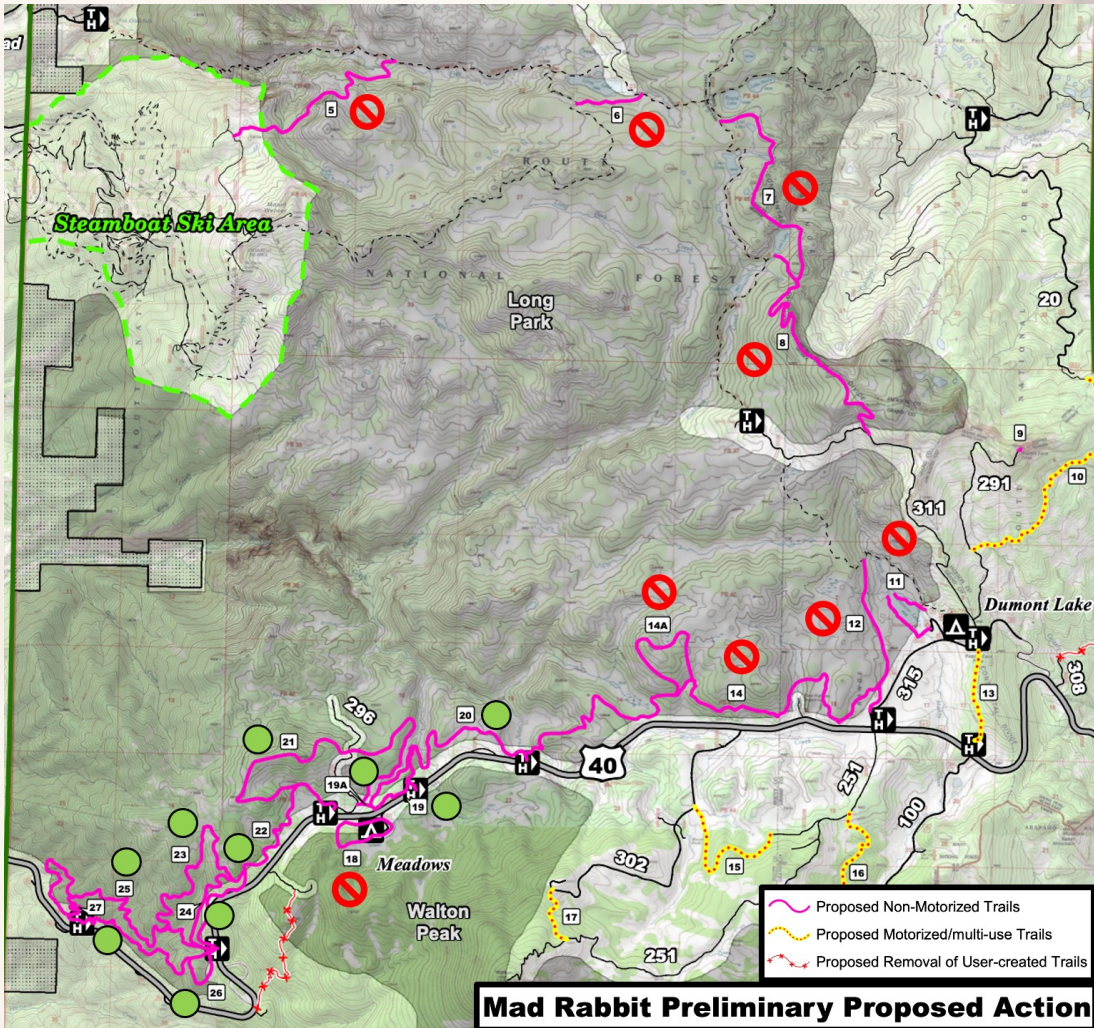 ad
T
H
5
6
T
H
ROUTT
7
Steamboat Ski Area
NATIONAL FOREST
Long
Park
20
8
T
H
9
291
10
311
11
Dumont Lake
14A
12
T
H
14
315
13
308
296
20
21
T
H
40
T
H
19A
T
H
19
T
H
251
100
T
H
22
23
18
Meadows
302
15
16
25
24
27
T
H
Walton
Peak
17
251
T
H
26
Proposed Non-Motorized Trails
Proposed Motorized/multi-use Trails
Proposed Removal of User-created Trails
Mad Rabbit Preliminary Proposed Action